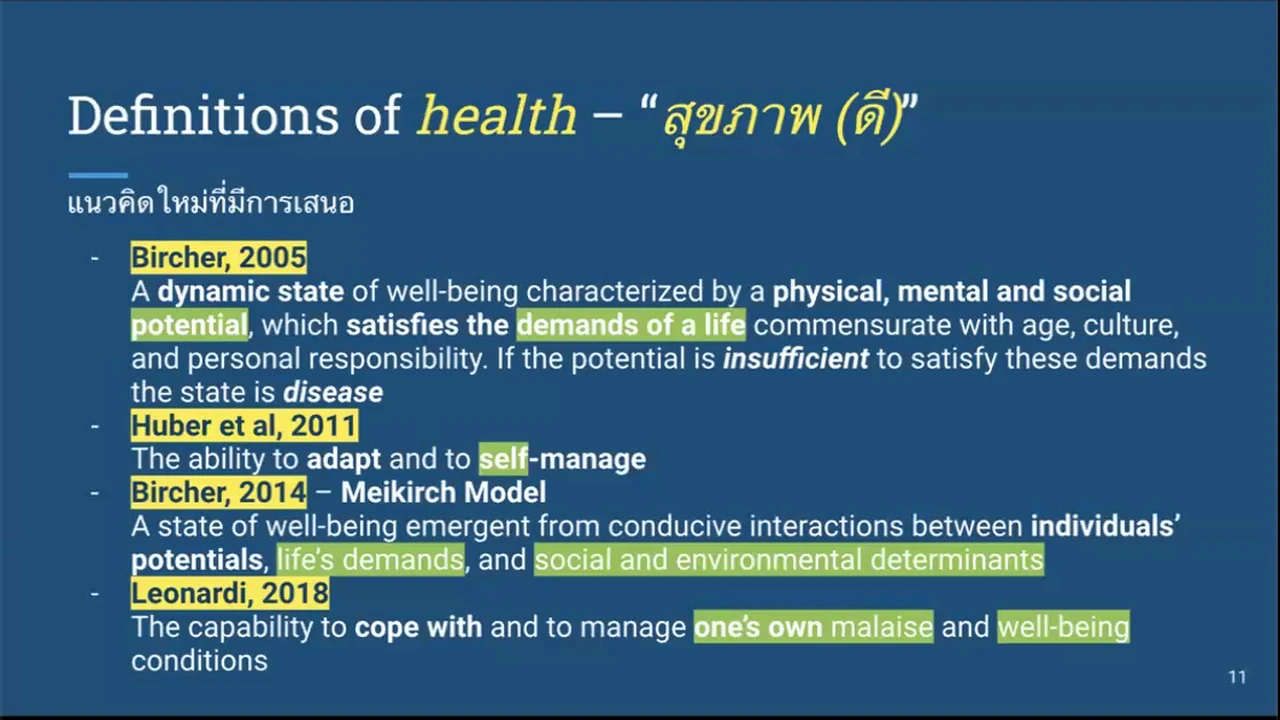 Definitions of health – “สุขภาพ (ดี)”
แนวคิดใหม่ที่มีการเสนอ
- Bircher, 2005
A dynamic state of well-being characterized by a physical, mental and social
potential, which satisfies the demands of a life commensurate with age, culture,
and personal responsibility. If the potential is insufficient to satisfy these demands
the state is disease
- Huber et al, 2011
The ability to adapt and to self-manage
- Bircher, 2014 – Meikirch Model
A state of well-being emergent from conducive interactions between individuals’
potentials, life’s demands, and social and environmental determinants
- Leonardi, 2018
The capability to cope with and to manage one’s own malaise and well-being
conditions
11